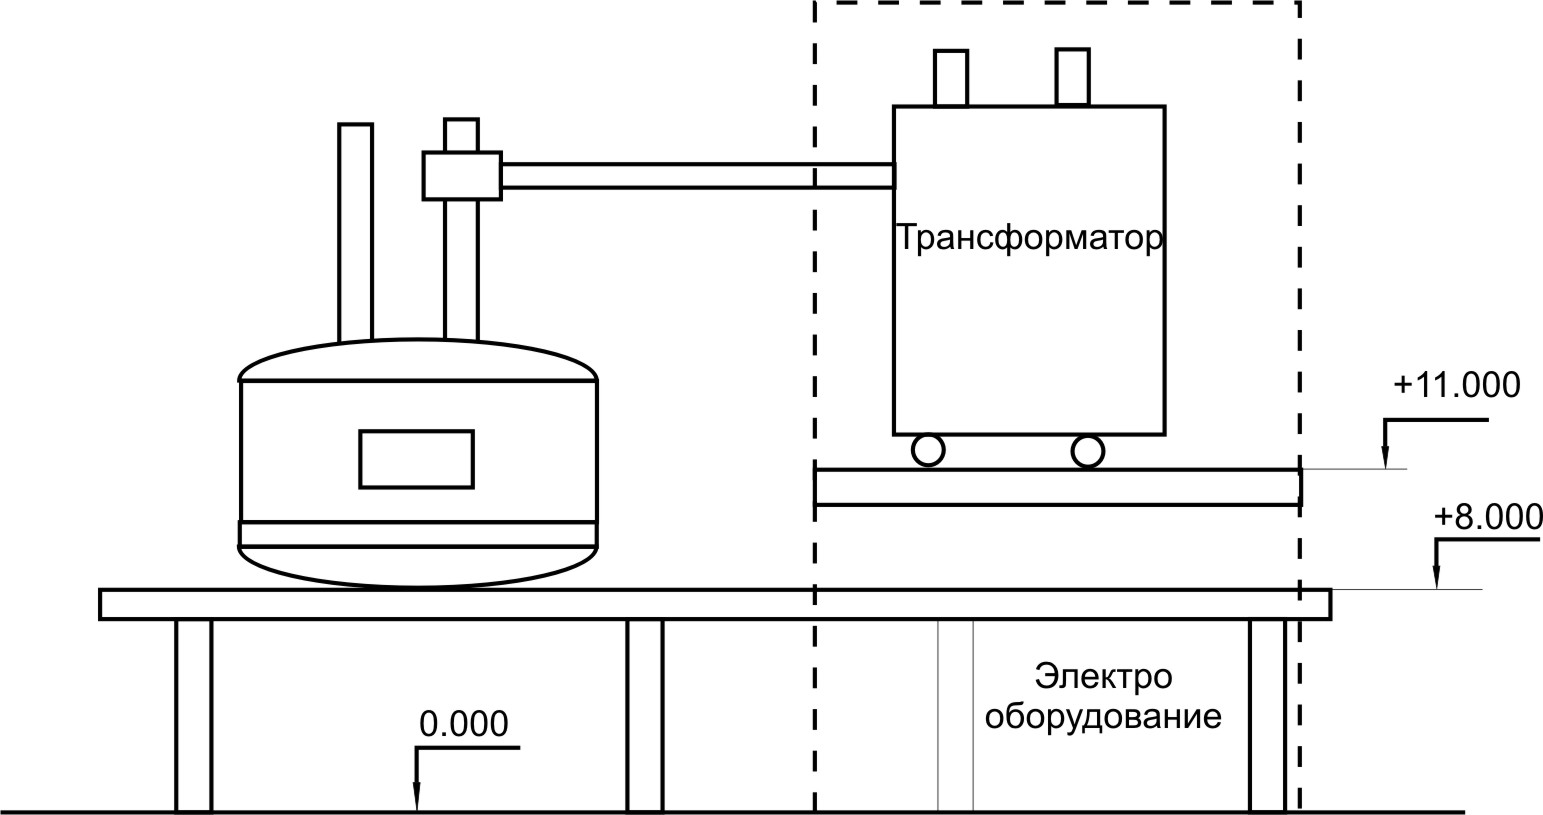 Трансформатор
+11.000
+8.000
Электро
оборудование
0.000